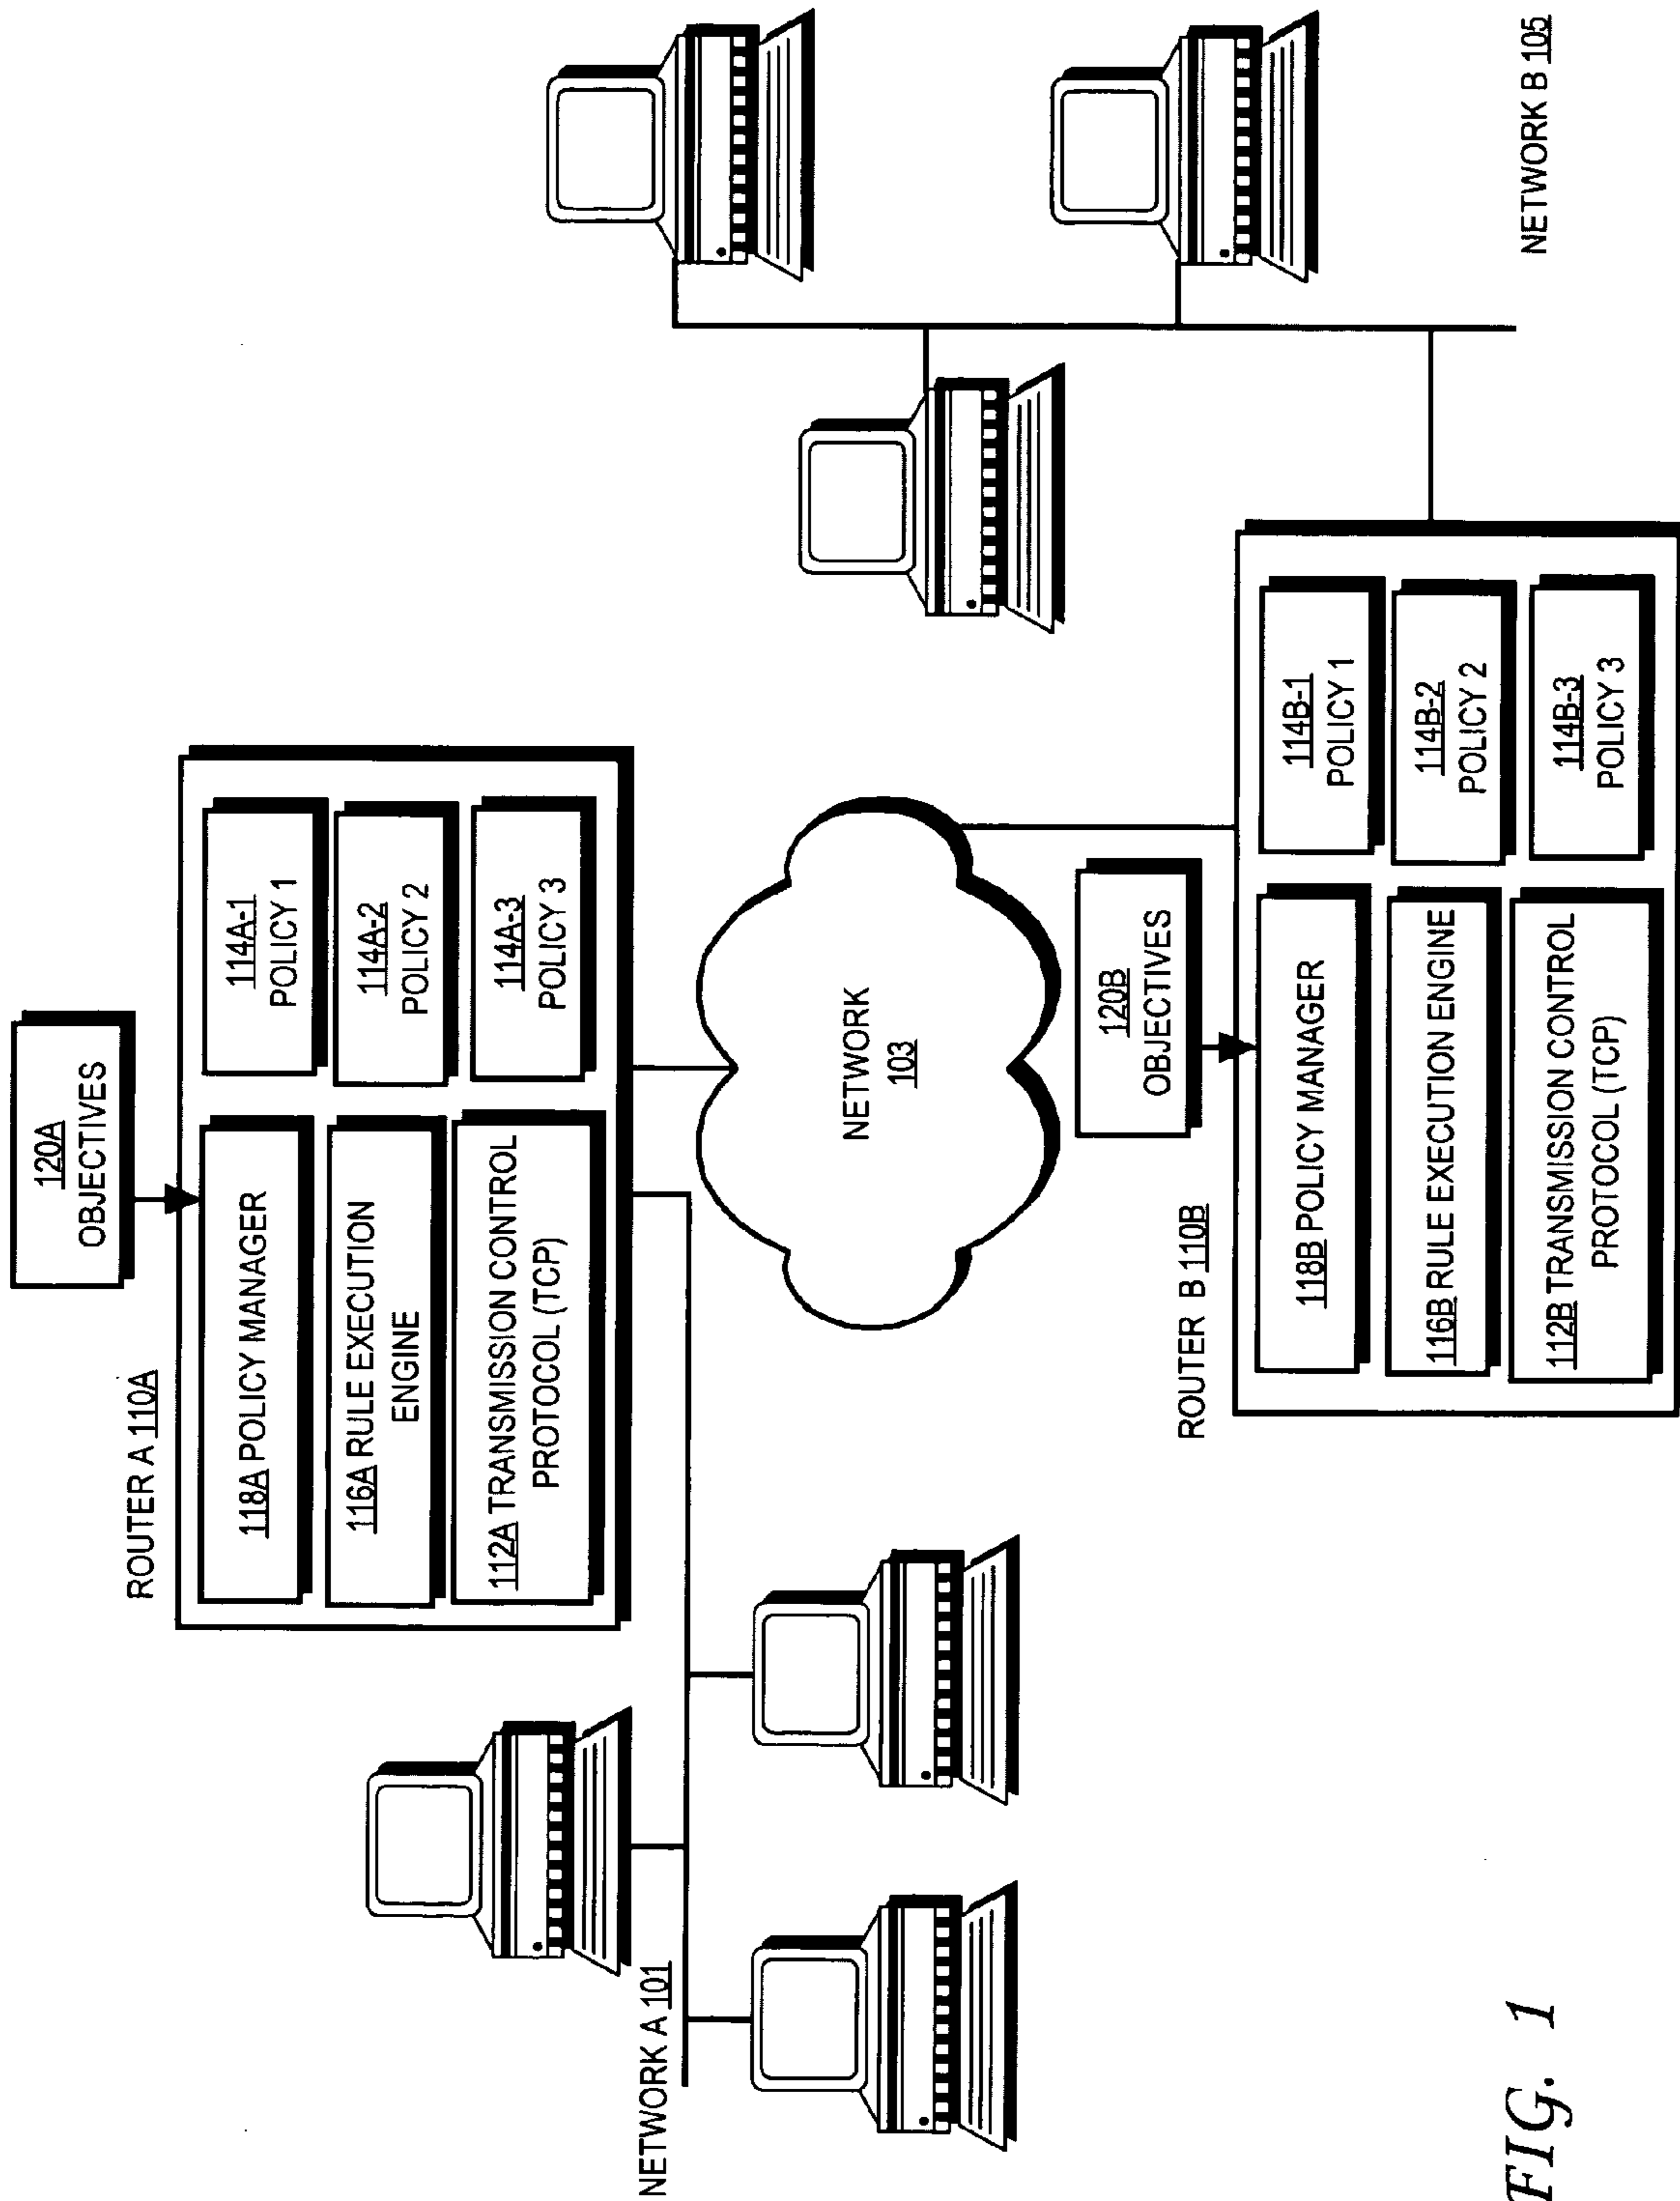 120A
OBJECTIVES
ROUTER A 110A
118A POLICY MANAGER
116A RULE EXECUTION
ENGINE
112A TRANSMISSION CONTROL
PROTOCOL (TCP)
114A-1
POLICY 1
114A-2
POLICY 2
114A-3
POLICY 3
NETWORK A 101
NETWORK
103
120B
OBJECTIVES
ROUTER B 110B
118B POLICY MANAGER
116B RULE EXECUTION ENGINE
112B TRANSMISSION CONTROL
PROTOCOL (TCP)
114B-1
POLICY 1
114B-2
POLICY 2
114B-3
POLICY 3
NETWORK B 105
FIG. 1